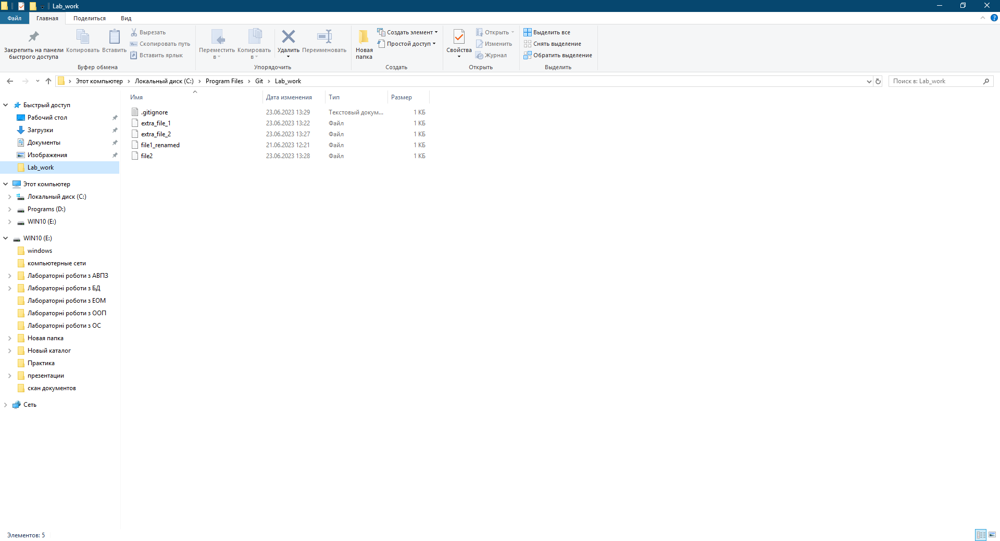 Lab_work
Файл
Главная
Поделиться
Вид
Закрепить на панели
быстрого доступа
Копировать
Вставить
Вырезать
Скопировать путь
Вставить ярлык
Буфер обмена
Переместить
в
Копировать
в
Удалить
Переименовать
Упорядочить
Новая
папка
Создать элемент
Простой доступ
Создать
Свойства
Открыть
Изменить
Журнал
Открыть
Выделить все
Снять выделение
Обратить выделение
Выделить
Этот компьютер
Локальный диск (C:)
Program Files
Git
Lab_work
Поиск в: Lab_work
Имя
Дата изменения
Тип
Размер
.gitignore 23.06.2023 13:29 Текстовый докум... 1 КБ
extra_file_1 23.06.2023 13:22 Файл 1 КБ
extra_file_2 23.06.2023 13:27 Файл 1 КБ
file1_renamed 21.06.2023 12:21 Файл 1 КБ
file2 23.06.2023 13:28 Файл 1 КБ
Быстрый доступ
Рабочий стол
Загрузки
Документы
Изображения
Lab_work
Этот компьютер
Локальный диск (C:)
Programs (D:)
WIN10 (E:)
WIN10 (E:)
windows
компьютерные сети
Лабораторні роботи з АВПЗ
Лабораторні роботи з БД
Лабораторні роботи з ЕОМ
Лабораторні роботи з ООП
Лабораторні роботи з ОС
Новая папка
Новый каталог
Практика
презентации
скан документов
Сеть
Элементов: 5